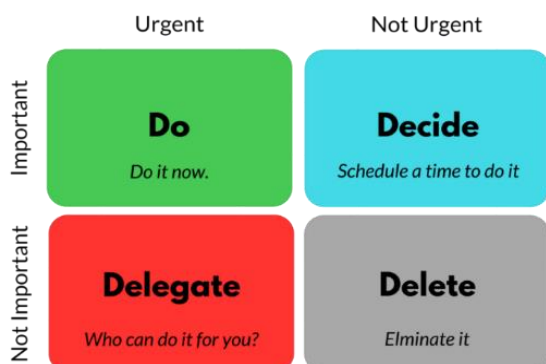 Urgent
Not Urgent
Important
Do
Do it now.
Decide
Schedule a time to do it
Not Important
Delegate
Who can do it for you?
Delete
Elminate it